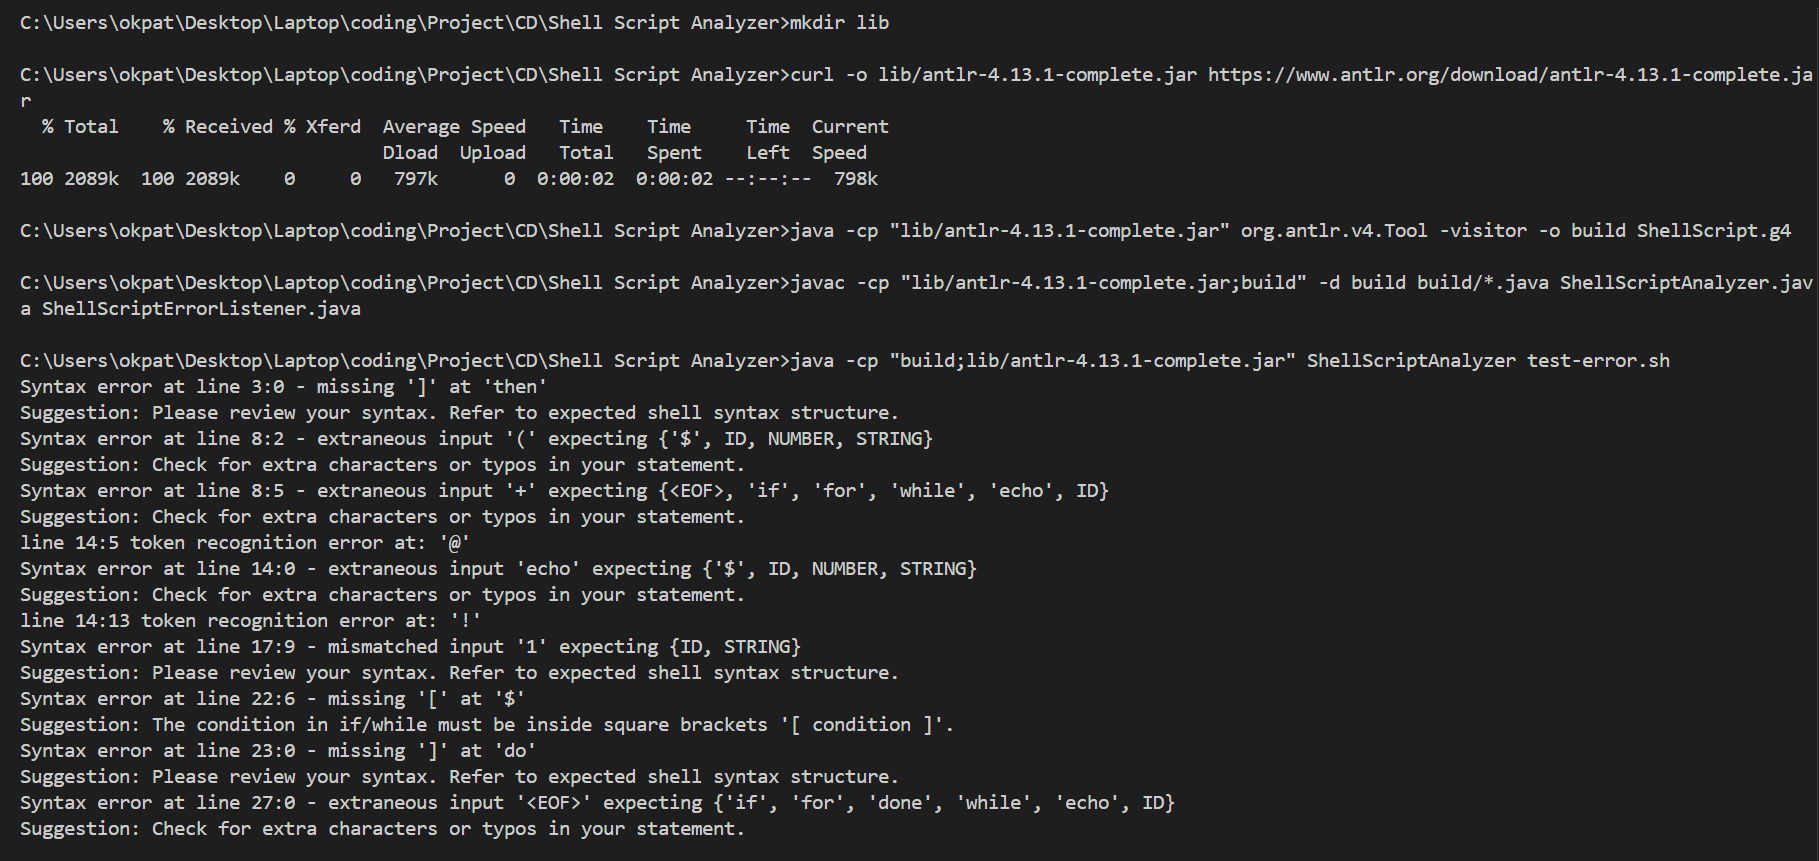 C:\Users\okpat\Desktop\Laptop\coding\Project\CD\Shell Script Analyzer>mkdir lib
C:\Users\okpat\Desktop\Laptop\coding\Project\CD\Shell Script Analyzer>curl -o lib/antlr-4.13.1-complete.jar https://www.antlr.org/download/antlr-4.13.1-complete.ja
r
  % Total    % Received % Xferd  Average Speed   Time    Time     Time  Current
                                 Dload  Upload   Total   Spent    Left  Speed
100 2089k  100 2089k    0     0   797k      0  0:00:02  0:00:02 --:--:--  798k
C:\Users\okpat\Desktop\Laptop\coding\Project\CD\Shell Script Analyzer>java -cp "lib/antlr-4.13.1-complete.jar" org.antlr.v4.Tool -visitor -o build ShellScript.g4
C:\Users\okpat\Desktop\Laptop\coding\Project\CD\Shell Script Analyzer>javac -cp "lib/antlr-4.13.1-complete.jar;build" -d build build/*.java ShellScriptAnalyzer.jav
a ShellScriptErrorListener.java
C:\Users\okpat\Desktop\Laptop\coding\Project\CD\Shell Script Analyzer>java -cp "build;lib/antlr-4.13.1-complete.jar" ShellScriptAnalyzer test-error.sh
Syntax error at line 3:0 - missing ']' at 'then'
Suggestion: Please review your syntax. Refer to expected shell syntax structure.
Syntax error at line 8:2 - extraneous input '(' expecting {'$', ID, NUMBER, STRING}
Suggestion: Check for extra characters or typos in your statement.
Syntax error at line 8:5 - extraneous input '+' expecting {<EOF>, 'if', 'for', 'while', 'echo', ID}
Suggestion: Check for extra characters or typos in your statement.
line 14:5 token recognition error at: '@'
Syntax error at line 14:0 - extraneous input 'echo' expecting {'$', ID, NUMBER, STRING}
Suggestion: Check for extra characters or typos in your statement.
line 14:13 token recognition error at: '!'
Syntax error at line 17:9 - mismatched input '1' expecting {ID, STRING}
Suggestion: Please review your syntax. Refer to expected shell syntax structure.
Syntax error at line 22:6 - missing '[' at '$'
Suggestion: The condition in if/while must be inside square brackets '[ condition ]'.
Syntax error at line 23:0 - missing ']' at 'do'
Suggestion: Please review your syntax. Refer to expected shell syntax structure.
Syntax error at line 27:0 - extraneous input '<EOF>' expecting {'if', 'for', 'done', 'while', 'echo', ID}
Suggestion: Check for extra characters or typos in your statement.